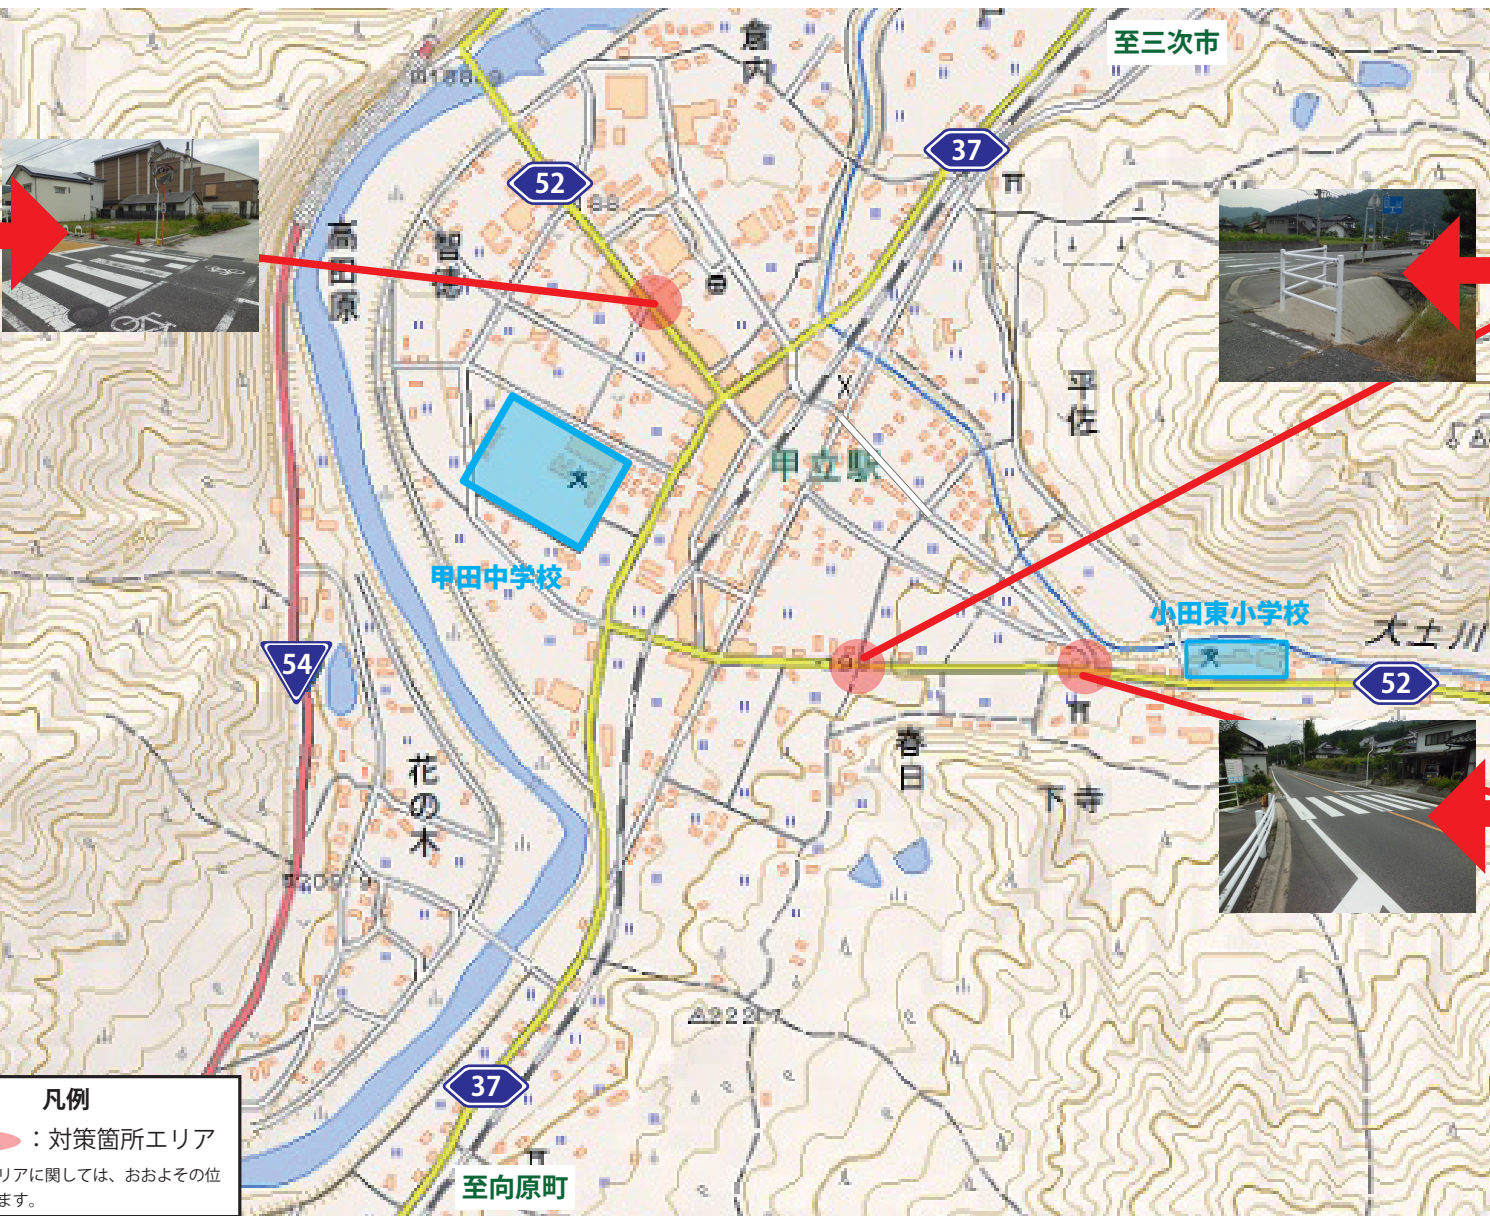 至三次市
37
52
高田原
智徳
平佐
甲立駅
甲田中学校
小田東小学校
大土川
54
52
春日
花の木
下寺
37
至向原町
凡例
：対策箇所エリア
リアに関しては、おおよその位
ます。